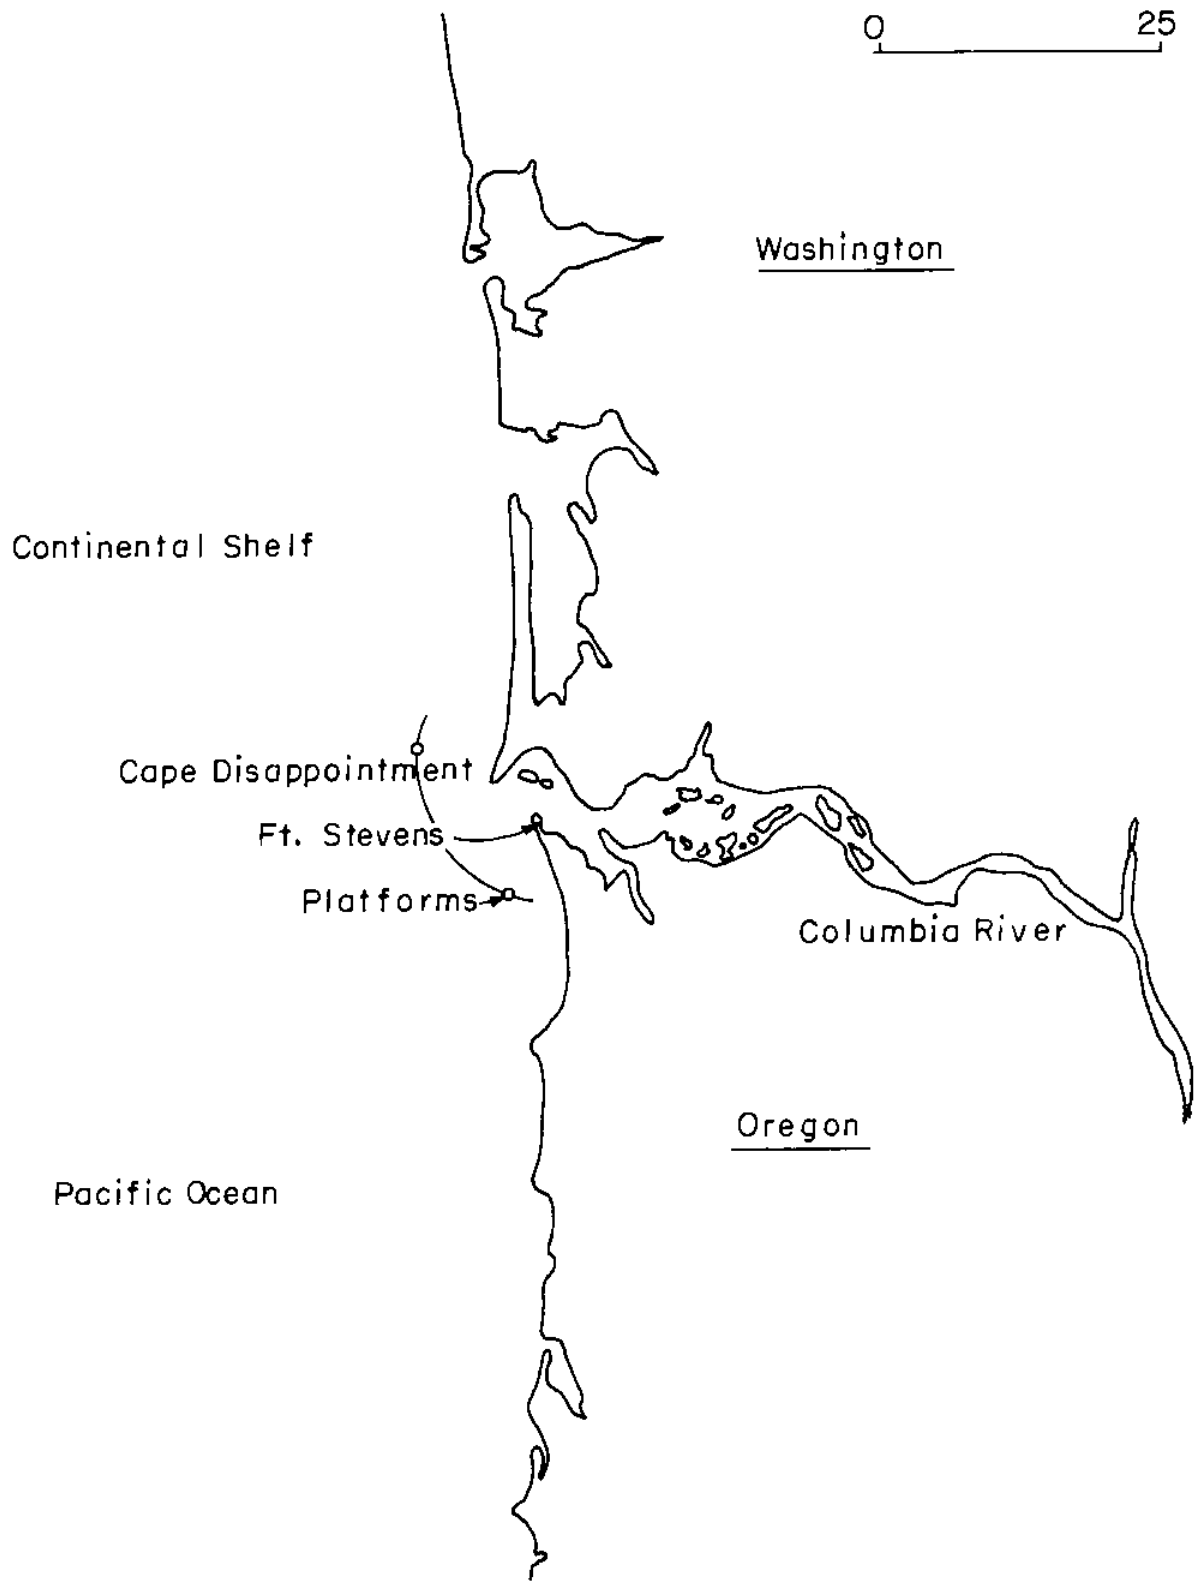 0 25
Washington
Continental Shelf
Cape Disappointment
Ft. Stevens
Platforms
Columbia River
Oregon
Pacific Ocean